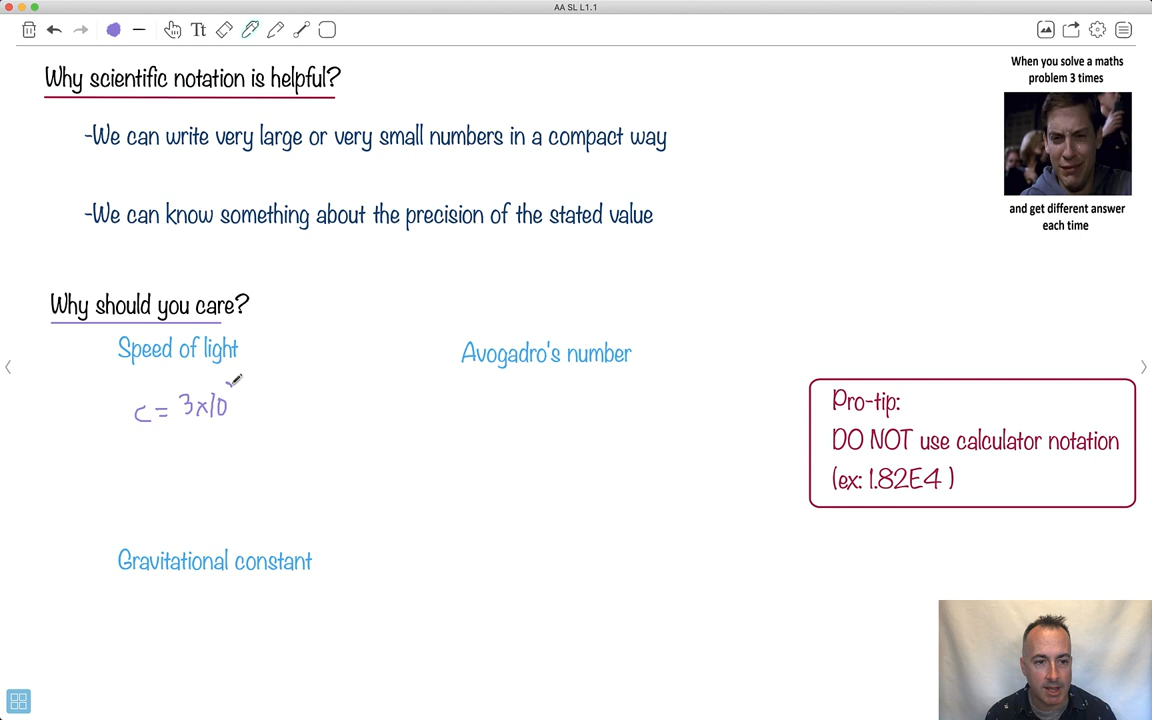 AA SL L1.1
Tt
Why scientific notation is helpful?
-We can write very large or very small numbers in a compact way
-We can know something about the precision of the stated value
When you solve a maths
problem 3 times
and get different answer
each time
Why should you care?
Speed of light
c = 3x10
Avogadro's number
Pro-tip:
DO NOT use calculator notation
(ex: 1.82E4 )
Gravitational constant